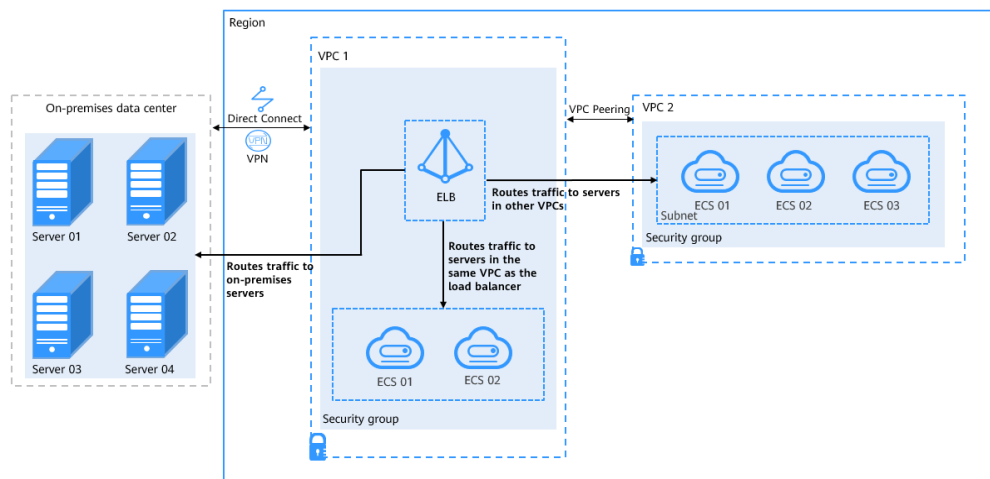 Region
VPC 1
On-premises data center
Direct Connect
VPN
VPN
VPC Peering
VPC 2
ELB
Routes traffic to servers
in other VPCs
ECS 01
ECS 02
ECS 03
Subnet
Security group
Server 01
Server 02
Routes traffic to
on-premises
servers
Routes traffic to
servers in the
same VPC as the
load balancer
Server 03
Server 04
ECS 01
ECS 02
Security group